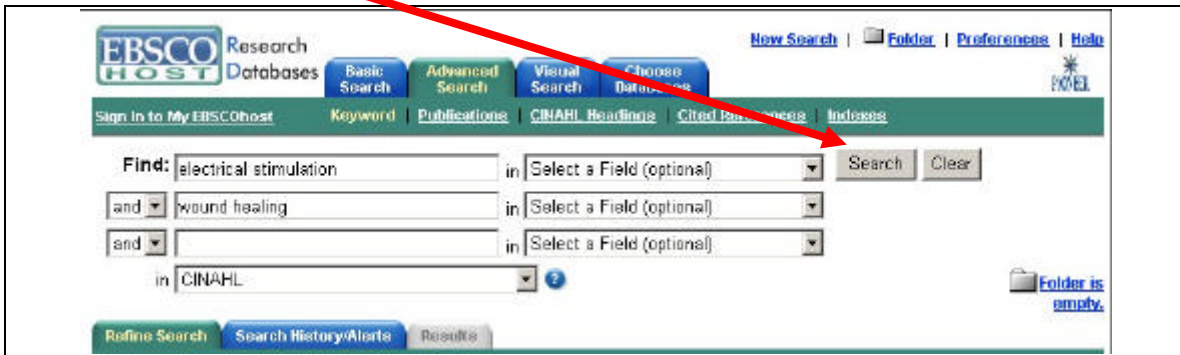 EBSCO Research
HOST Databases
New Search | Folder | Preferences | Help
Basic Search
Advanced Search
Visual Search
Choose Databases
PIONEER
Sign In to My EBSCOhost Keyword | Publications | CINAHL Headings | Cited References | Indexes
Find: electrical stimulation in Select a Field (optional) Search Clear
and wound healing in Select a Field (optional)
and in Select a Field (optional)
in CINAHL ?
Folder is
empty.
Refine Search Search History/Alerts Results